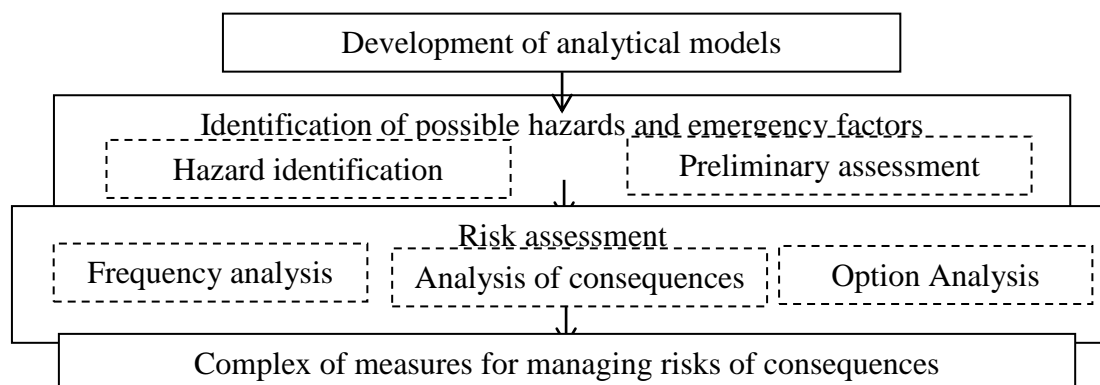 Development of analytical models
Identification of possible hazards and emergency factors
Hazard identification
Preliminary assessment
Risk assessment
Frequency analysis
Analysis of consequences
Option Analysis
Complex of measures for managing risks of consequences